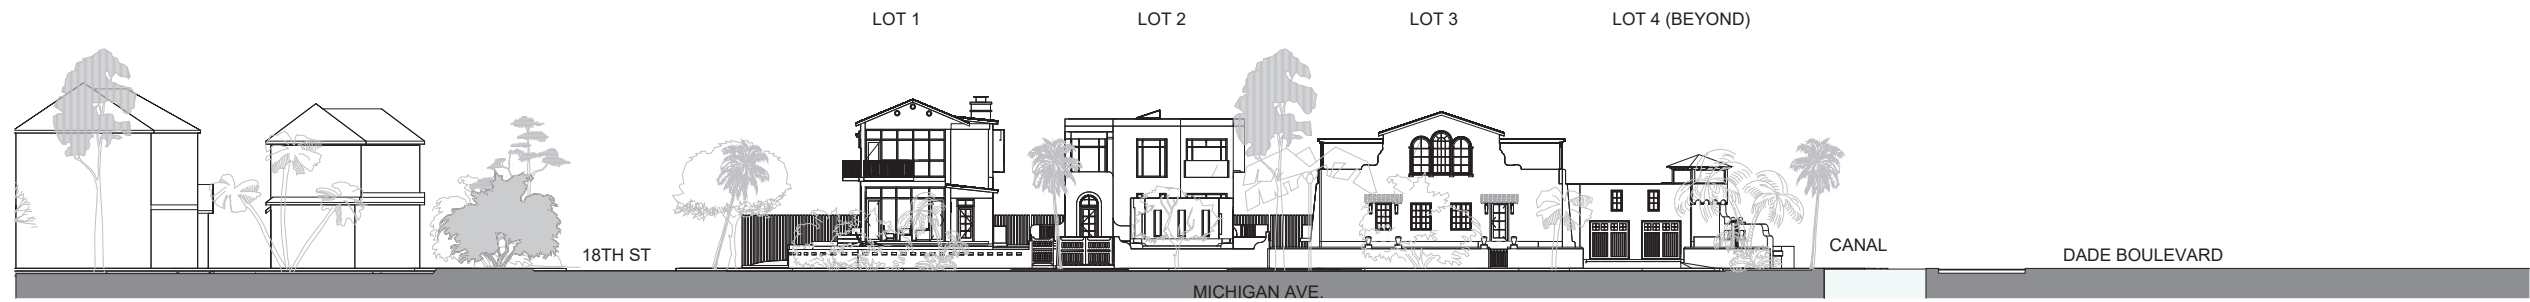 LOT 1
LOT 2
LOT 3
LOT 4 (BEYOND)
18TH ST
CANAL
DADE BOULEVARD
MICHIGAN AVE.